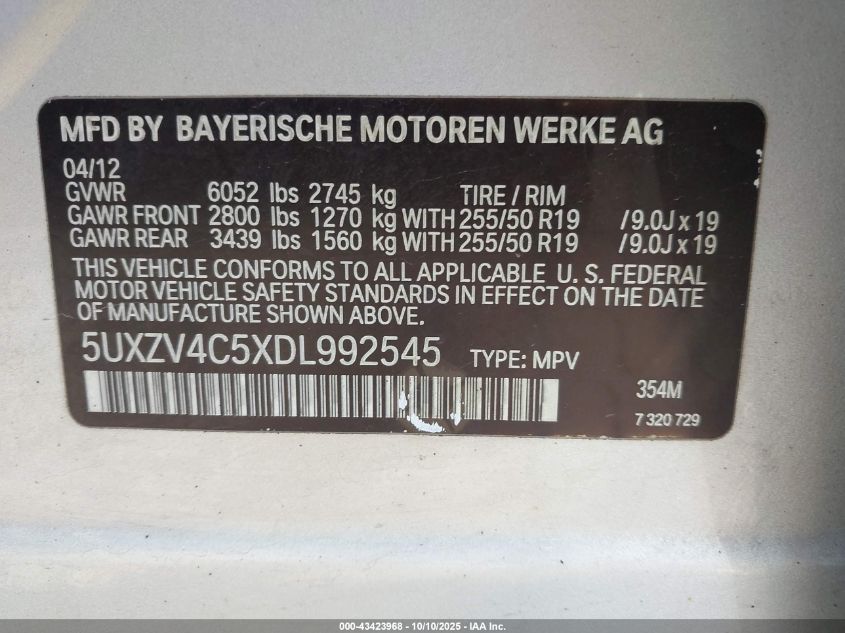 MFD BY BAYERISCHE MOTOREN WERKE AG
04/12
GVWR 6052 lbs 2745 kg TIRE / RIM
GAWR FRONT 2800 lbs 1270 kg WITH 255/50 R19 /9.0J x 19
GAWR REAR 3439 lbs 1560 kg WITH 255/50 R19 /9.0J x 19
THIS VEHICLE CONFORMS TO ALL APPLICABLE U. S. FEDERAL
MOTOR VEHICLE SAFETY STANDARDS IN EFFECT ON THE DATE
OF MANUFACTURE SHOWN ABOVE.
5UXZV4C5XDL992545 TYPE: MPV
354M
7 320 729
000-43423968 - 10/10/2025 - IAA Inc.